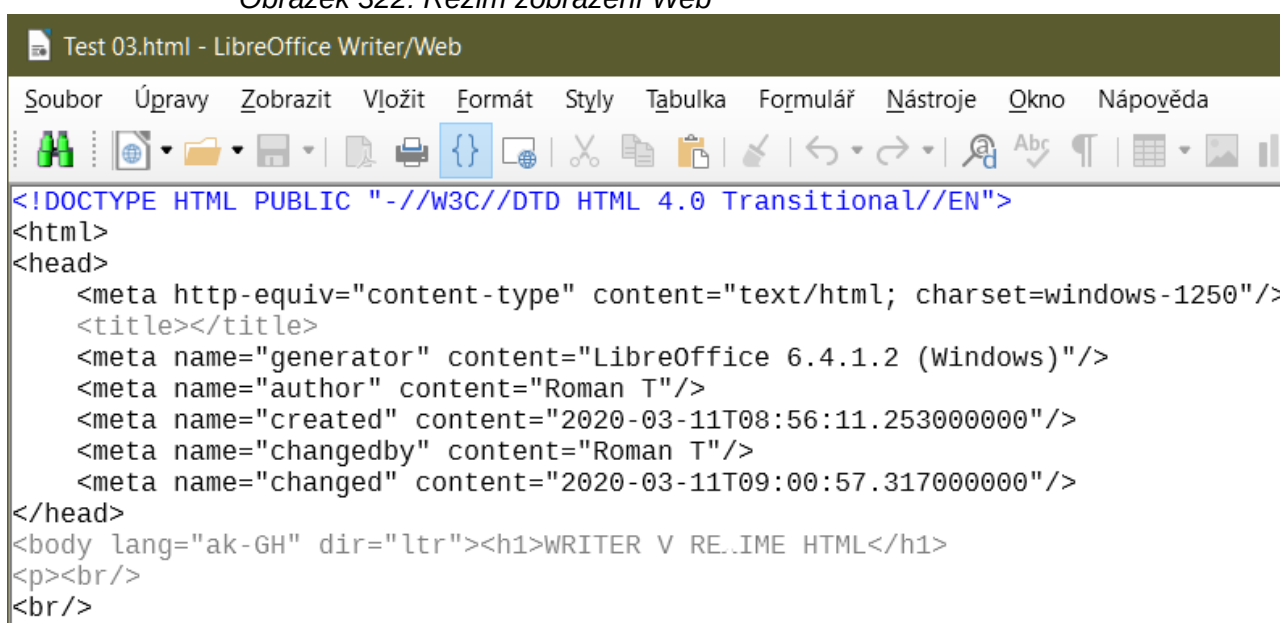 Obrázek 322: Režim zobrazení Web
Test 03.html - LibreOffice Writer/Web
Soubor Úpravy Zobrazit Vložit Formát Styly Tabulka Formulář Nástroje Okno Nápověda
<!DOCTYPE HTML PUBLIC "-//W3C//DTD HTML 4.0 Transitional//EN">
<html>
<head>
    <meta http-equiv="content-type" content="text/html; charset=windows-1250"/>
    <title></title>
    <meta name="generator" content="LibreOffice 6.4.1.2 (Windows)"/>
    <meta name="author" content="Roman T"/>
    <meta name="created" content="2020-03-11T08:56:11.253000000"/>
    <meta name="changedby" content="Roman T"/>
    <meta name="changed" content="2020-03-11T09:00:57.317000000"/>
</head>
<body lang="ak-GH" dir="ltr"><h1>WRITER V RE..IME HTML</h1>
<p><br/>
<br/>